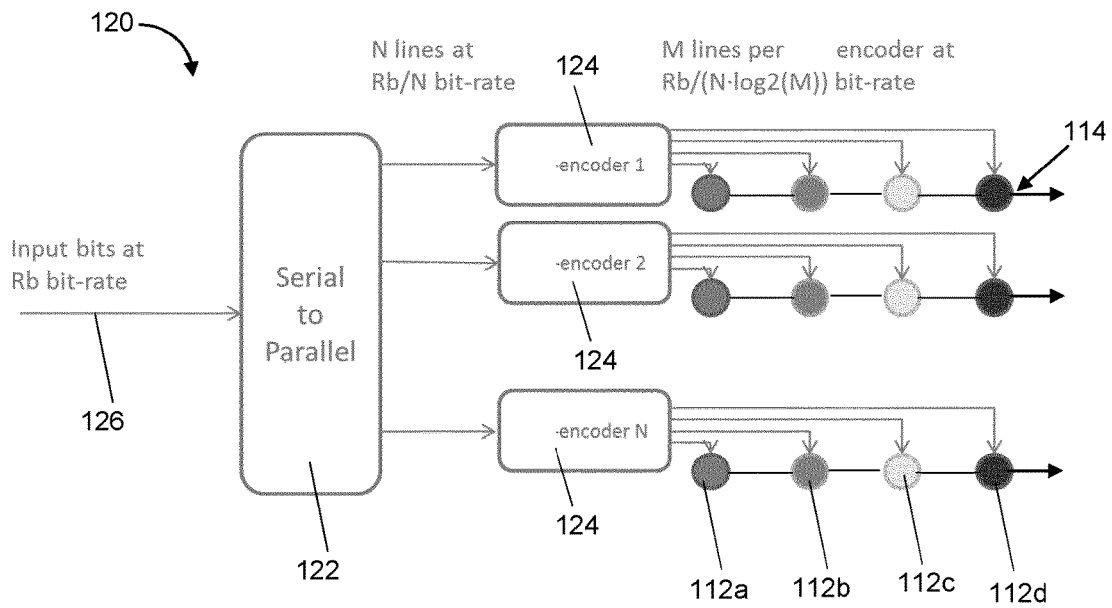 120
N lines at
Rb/N bit-rate
124
M lines per encoder at
Rb/(N·log2(M)) bit-rate
114
-encoder 1
Input bits at
Rb bit-rate
126
Serial
to
Parallel
122
-encoder 2
124
-encoder N
124
112a
112b
112c
112d